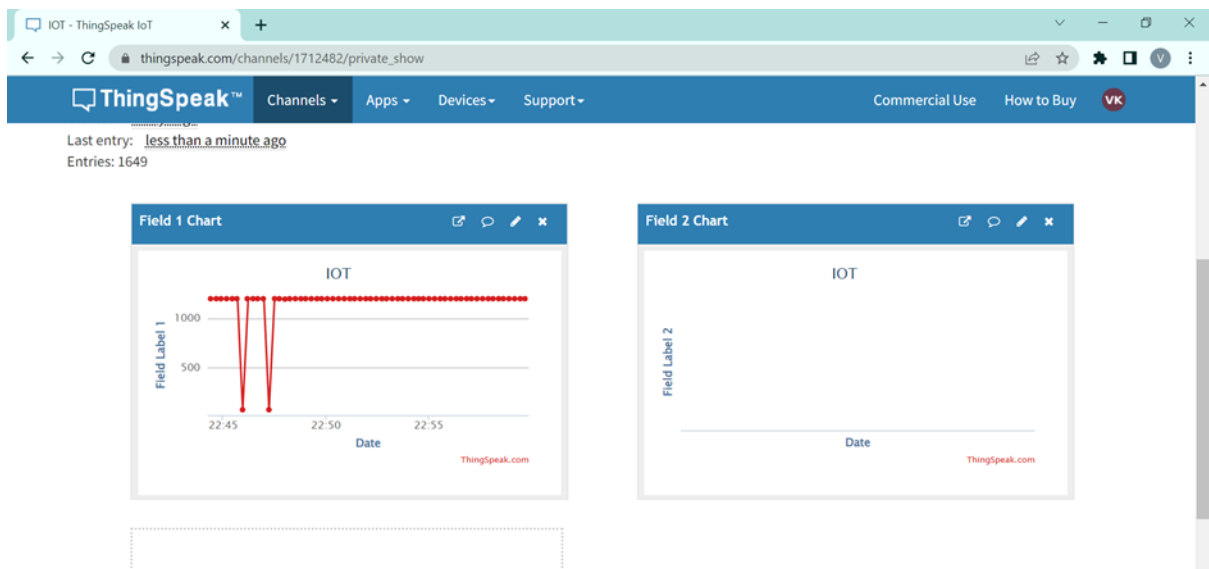 IOT - ThingSpeak IoT
thingspeak.com/channels/1712482/private_show
V
ThingSpeak™ Channels Apps Devices Support Commercial Use How to Buy VK
Last entry: less than a minute ago
Entries: 1649
Field 1 Chart
IOT
Field Label 1
1000
500
22:45 22:50 22:55
Date
ThingSpeak.com
Field 2 Chart
IOT
Field Label 2
Date
ThingSpeak.com